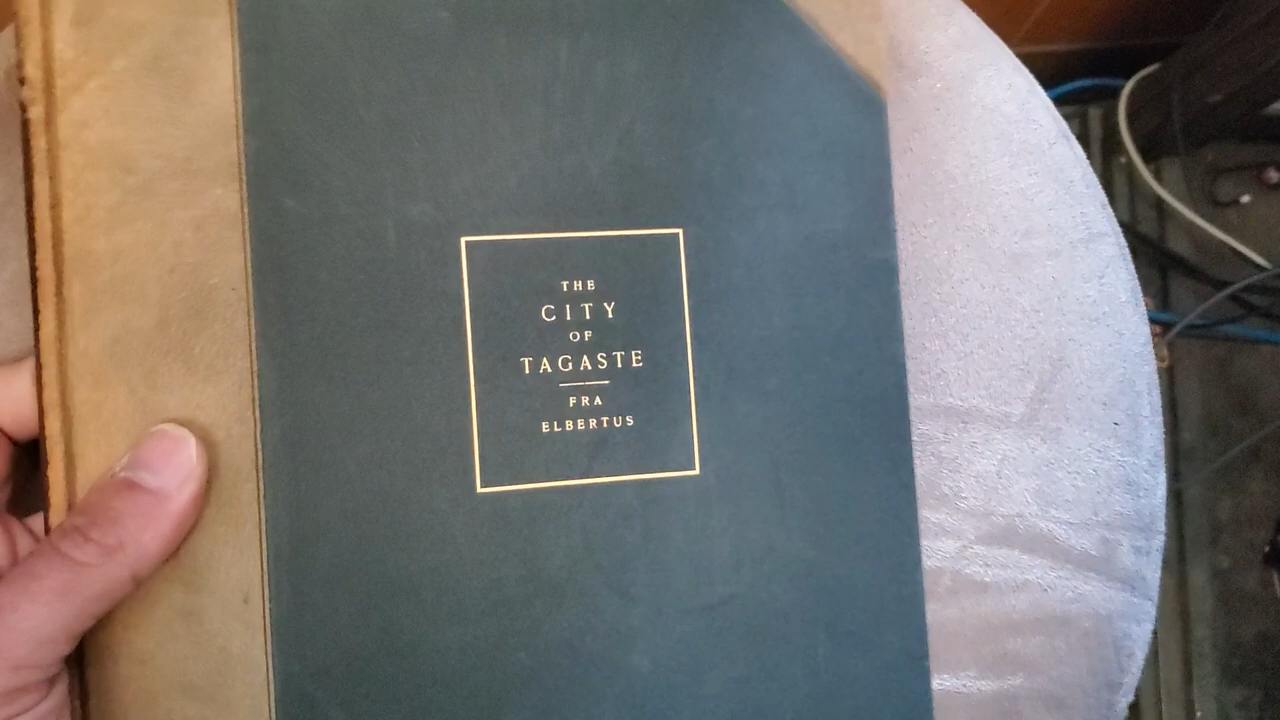 THE
CITY
OF
TAGASTE
FRA
ELBERTUS